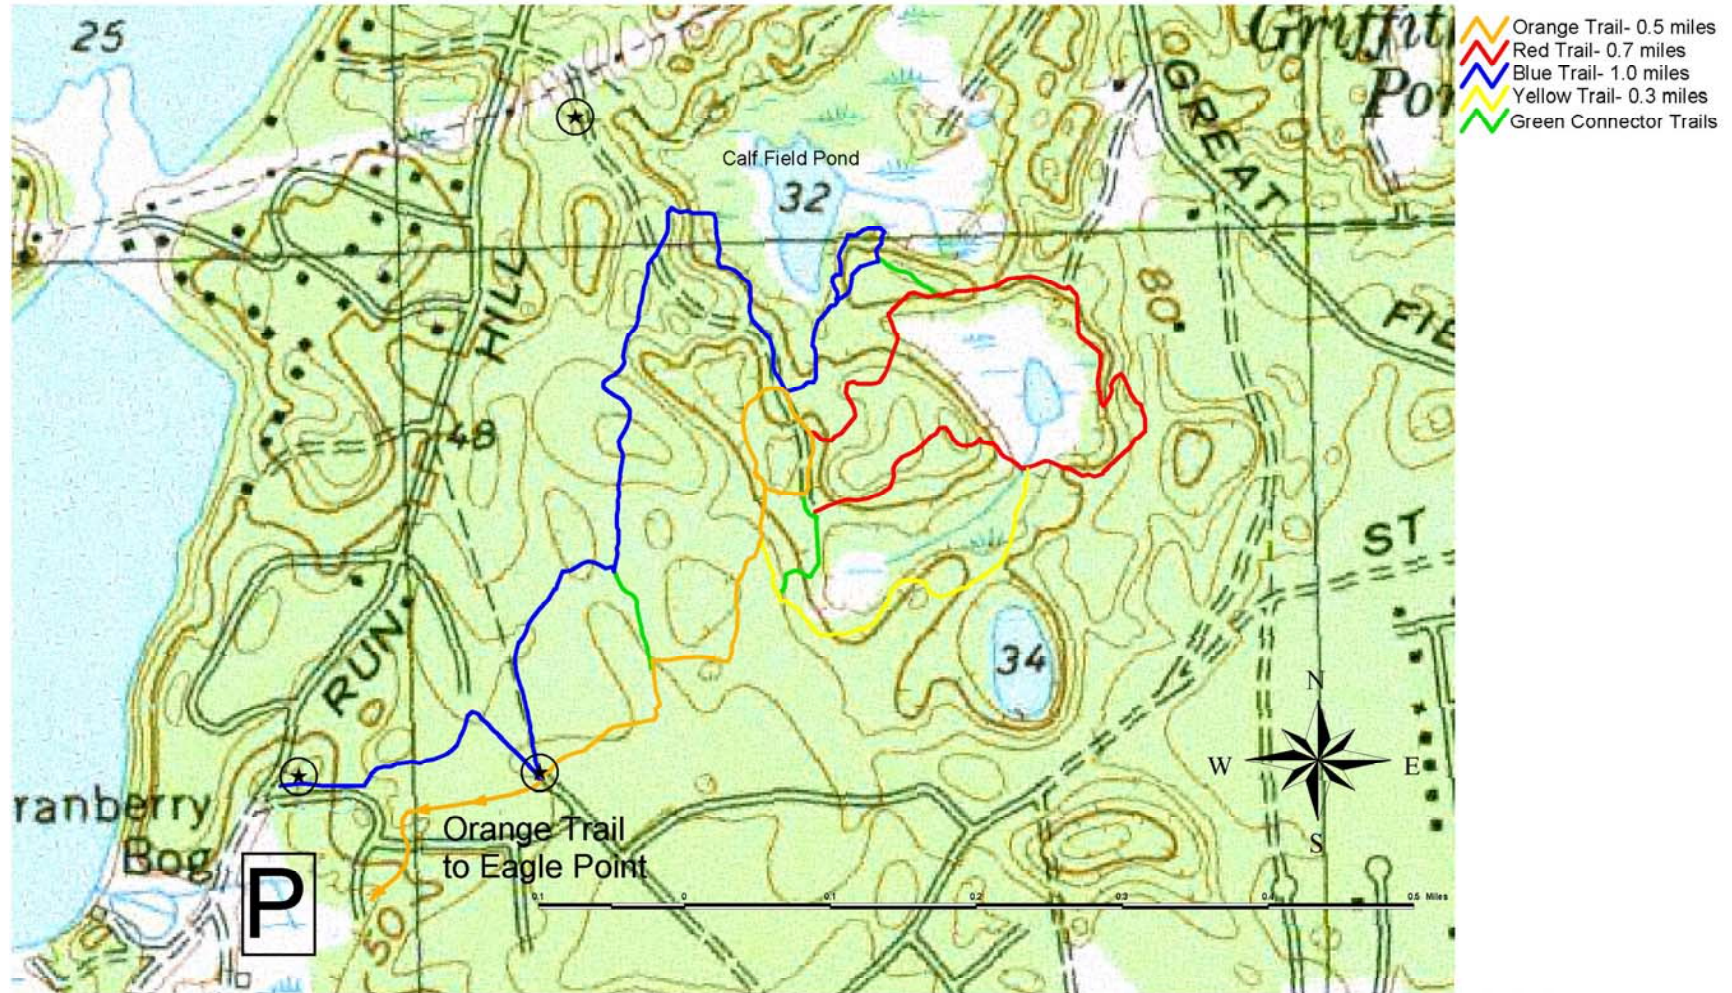 25
Griffit
Po
Orange Trail- 0.5 miles
Red Trail- 0.7 miles
Blue Trail- 1.0 miles
Yellow Trail- 0.3 miles
Green Connector Trails
GREAT
Calf Field Pond
32
HILL
80
FIE
48
ST
RUN
34
N
W
E
S
ranberry
Bog
Orange Trail
to Eagle Point
P
50
0.1 0 0.1 0.2 0.3 0.4 0.5 Miles